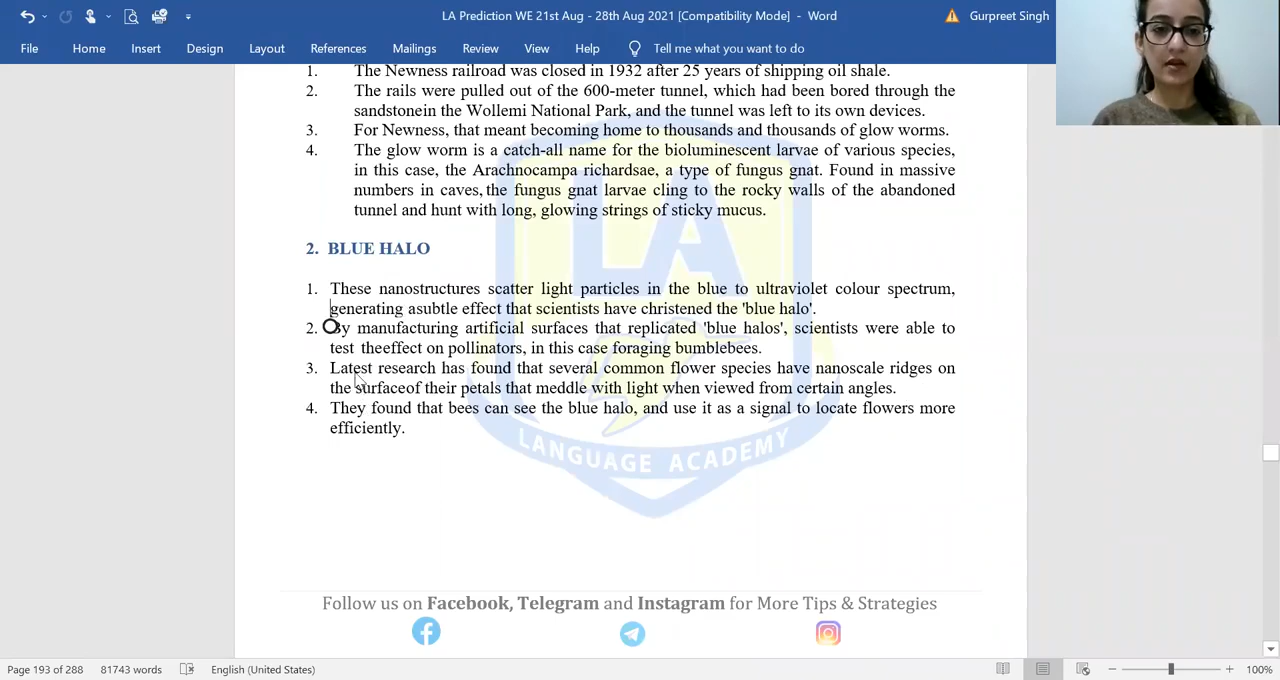 LA Prediction WE 21st Aug - 28th Aug 2021 [Compatibility Mode] - Word
Gurpreet Singh
File Home Insert Design Layout References Mailings Review View Help Tell me what you want to do
1. The Newness railroad was closed in 1932 after 25 years of shipping oil shale.
2. The rails were pulled out of the 600-meter tunnel, which had been bored through the
sandstonein the Wollemi National Park, and the tunnel was left to its own devices.
3. For Newness, that meant becoming home to thousands and thousands of glow worms.
4. The glow worm is a catch-all name for the bioluminescent larvae of various species,
in this case, the Arachnocampa richardsae, a type of fungus gnat. Found in massive
numbers in caves, the fungus gnat larvae cling to the rocky walls of the abandoned
tunnel and hunt with long, glowing strings of sticky mucus.
2. BLUE HALO
1. These nanostructures scatter light particles in the blue to ultraviolet colour spectrum,
generating asubtle effect that scientists have christened the 'blue halo'.
2. By manufacturing artificial surfaces that replicated 'blue halos', scientists were able to
test theeffect on pollinators, in this case foraging bumblebees.
3. Latest research has found that several common flower species have nanoscale ridges on
the surfaceof their petals that meddle with light when viewed from certain angles.
4. They found that bees can see the blue halo, and use it as a signal to locate flowers more
efficiently.
LA
LANGUAGE ACADEMY
Follow us on Facebook, Telegram and Instagram for More Tips & Strategies
Page 193 of 288 81743 words English (United States) 100%